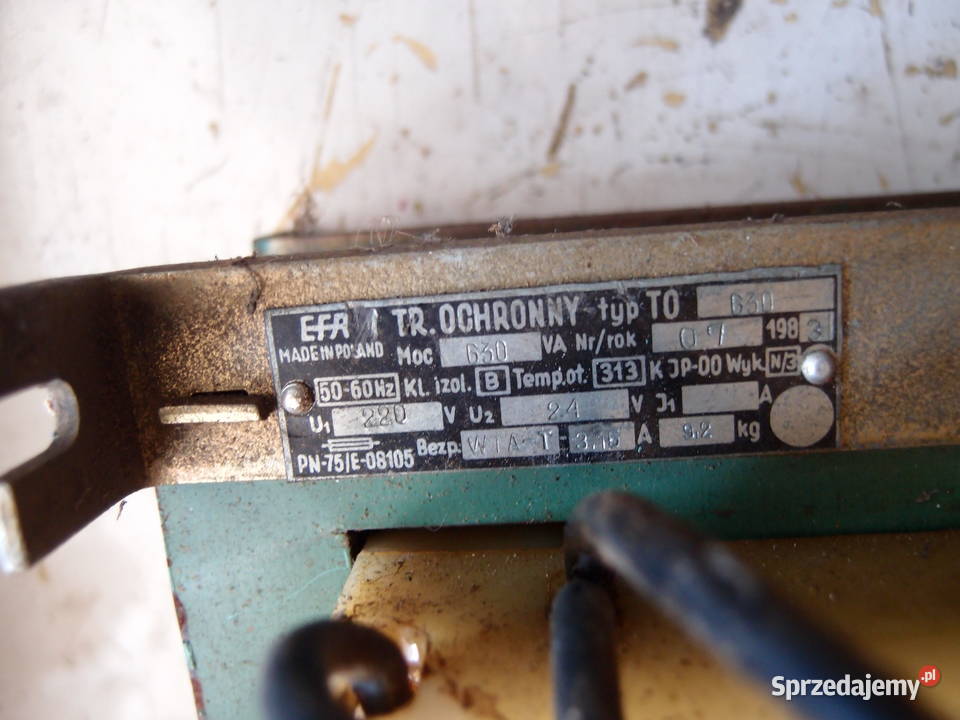 EFA TR. OCHRONNY-typ TO 630
MADE IN POLAND Moc 630 VA Nr/rok 07 1983
50-60Hz Kl. izol. B Temp.ot. 313 K JP-00 Wyk. N/3
U1 220 V U2 24 V J1 A
PN-75/E-08105 Bezp. WTA-T-3,15 A 9,2 kg
Sprzedajemy.pl